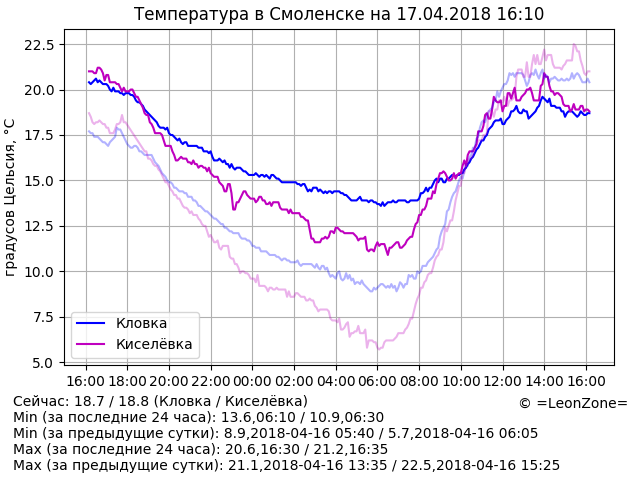 Температура в Смоленске на 17.04.2018 16:10
градусов Цельсия, °C
22.5
20.0
17.5
15.0
12.5
10.0
7.5
5.0
Кловка
Киселёвка
16:00 18:00 20:00 22:00 00:00 02:00 04:00 06:00 08:00 10:00 12:00 14:00 16:00
Сейчас: 18.7 / 18.8 (Кловка / Киселёвка)
© =LeonZone=
Min (за последние 24 часа): 13.6,06:10 / 10.9,06:30
Min (за предыдущие сутки): 8.9,2018-04-16 05:40 / 5.7,2018-04-16 06:05
Max (за последние 24 часа): 20.6,16:30 / 21.2,16:35
Max (за предыдущие сутки): 21.1,2018-04-16 13:35 / 22.5,2018-04-16 15:25